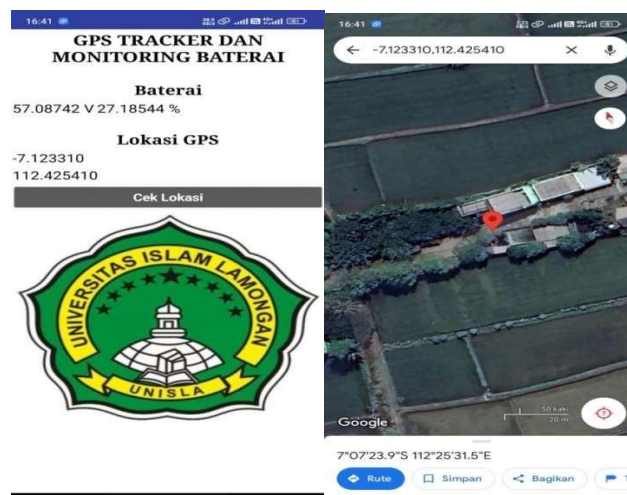 16:41
GPS TRACKER DAN
MONITORING BATERAI
Baterai
57.08742 V 27.18544 %
Lokasi GPS
-7.123310
112.425410
Cek Lokasi
UNIVERSITAS ISLAM LAMONGAN
UNISLA
16:41
-7.123310,112.425410
50 kaki
20 m
Google
7°07'23.9"S 112°25'31.5"E
Rute
Simpan
Bagikan